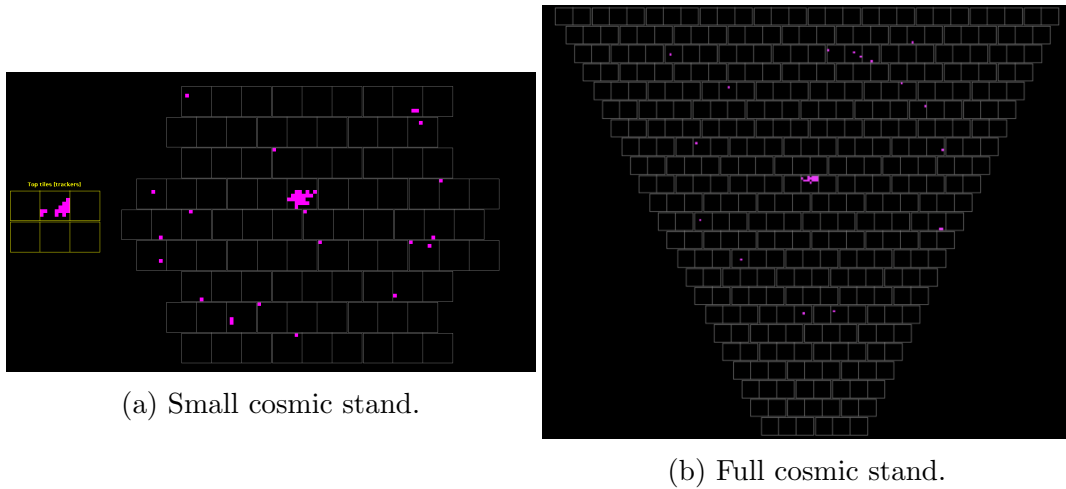 Top tiles [trackers]
(a) Small cosmic stand.
(b) Full cosmic stand.